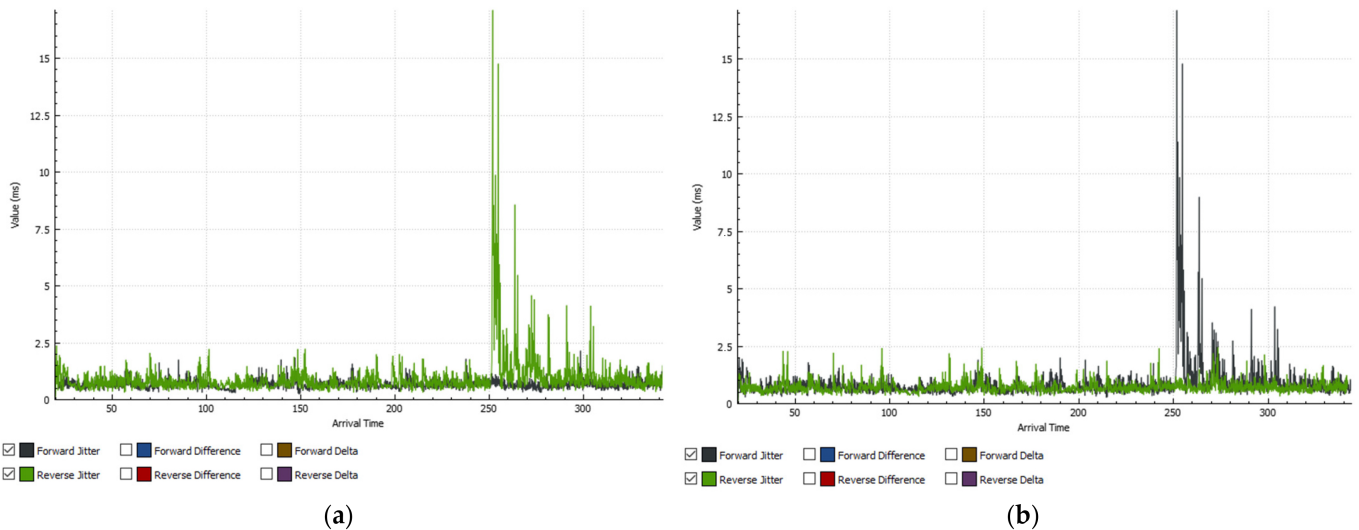 15
12.5
10
7.5
5
2.5
0
Value (ms)
50 100 150 200 250 300
Arrival Time
Forward Jitter Forward Difference Forward Delta
Reverse Jitter Reverse Difference Reverse Delta
(a)
15
12.5
10
7.5
5
2.5
0
Value (ms)
50 100 150 200 250 300
Arrival Time
Forward Jitter Forward Difference Forward Delta
Reverse Jitter Reverse Difference Reverse Delta
(b)